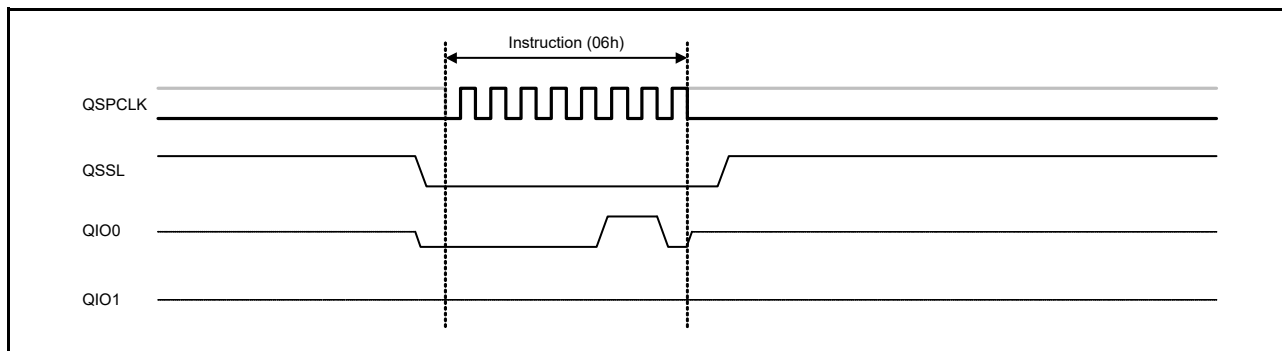 Instruction (06h)
QSPCLK
QSSL
QIO0
QIO1